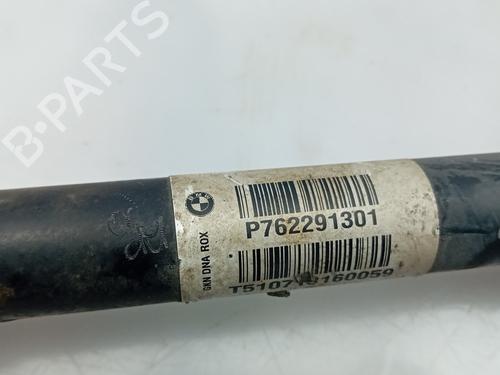 B-PARTS
P762291301
GKN DNA ROX